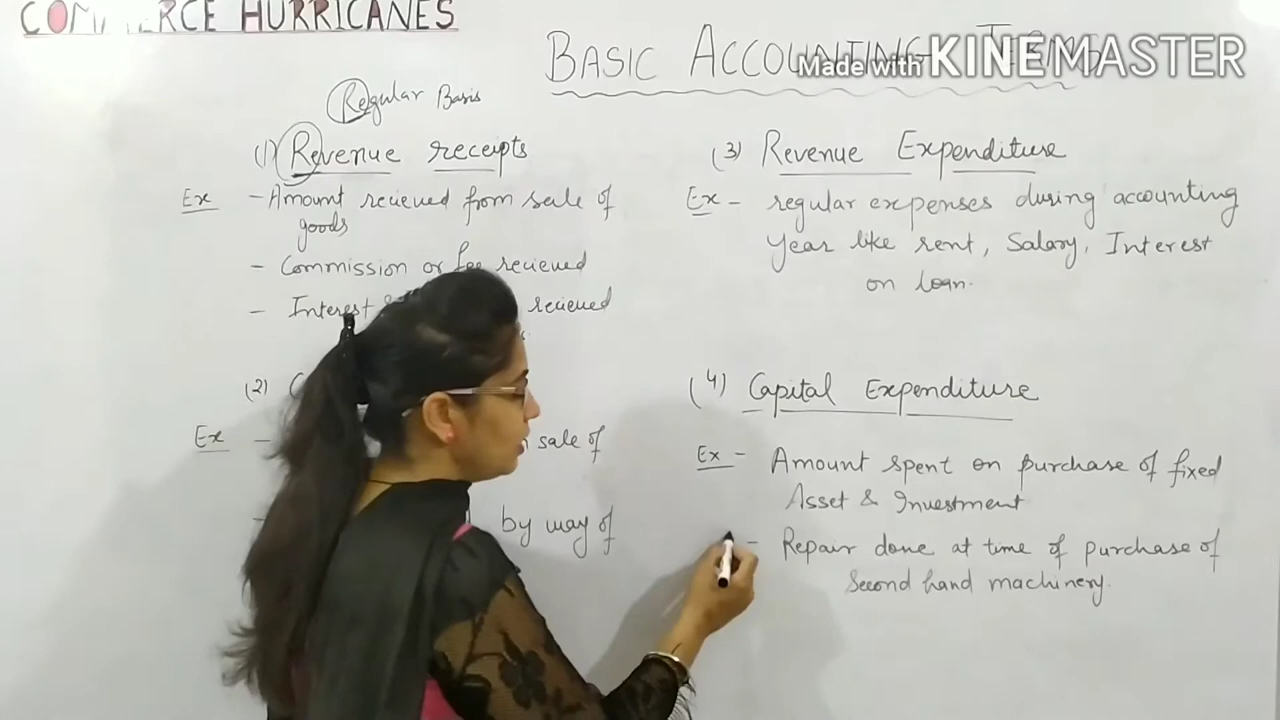 COMMERCE HURRICANES
BASIC ACCOUNTING TERMS
Made with KINEMASTER
Regular Basis
(1) Revenue receipts
Ex - Amount recieved from sale of
goods
- Commission or fee recieved
- Interest recieved
(2)
Ex - sale of
by way of
(3) Revenue Expenditure
Ex - regular expenses during accounting
Year like rent, Salary, Interest
on loan.
(4) Capital Expenditure
Ex - Amount spent on purchase of fixed
Asset & Investment
- Repair done at time of purchase of
Second hand machinery.